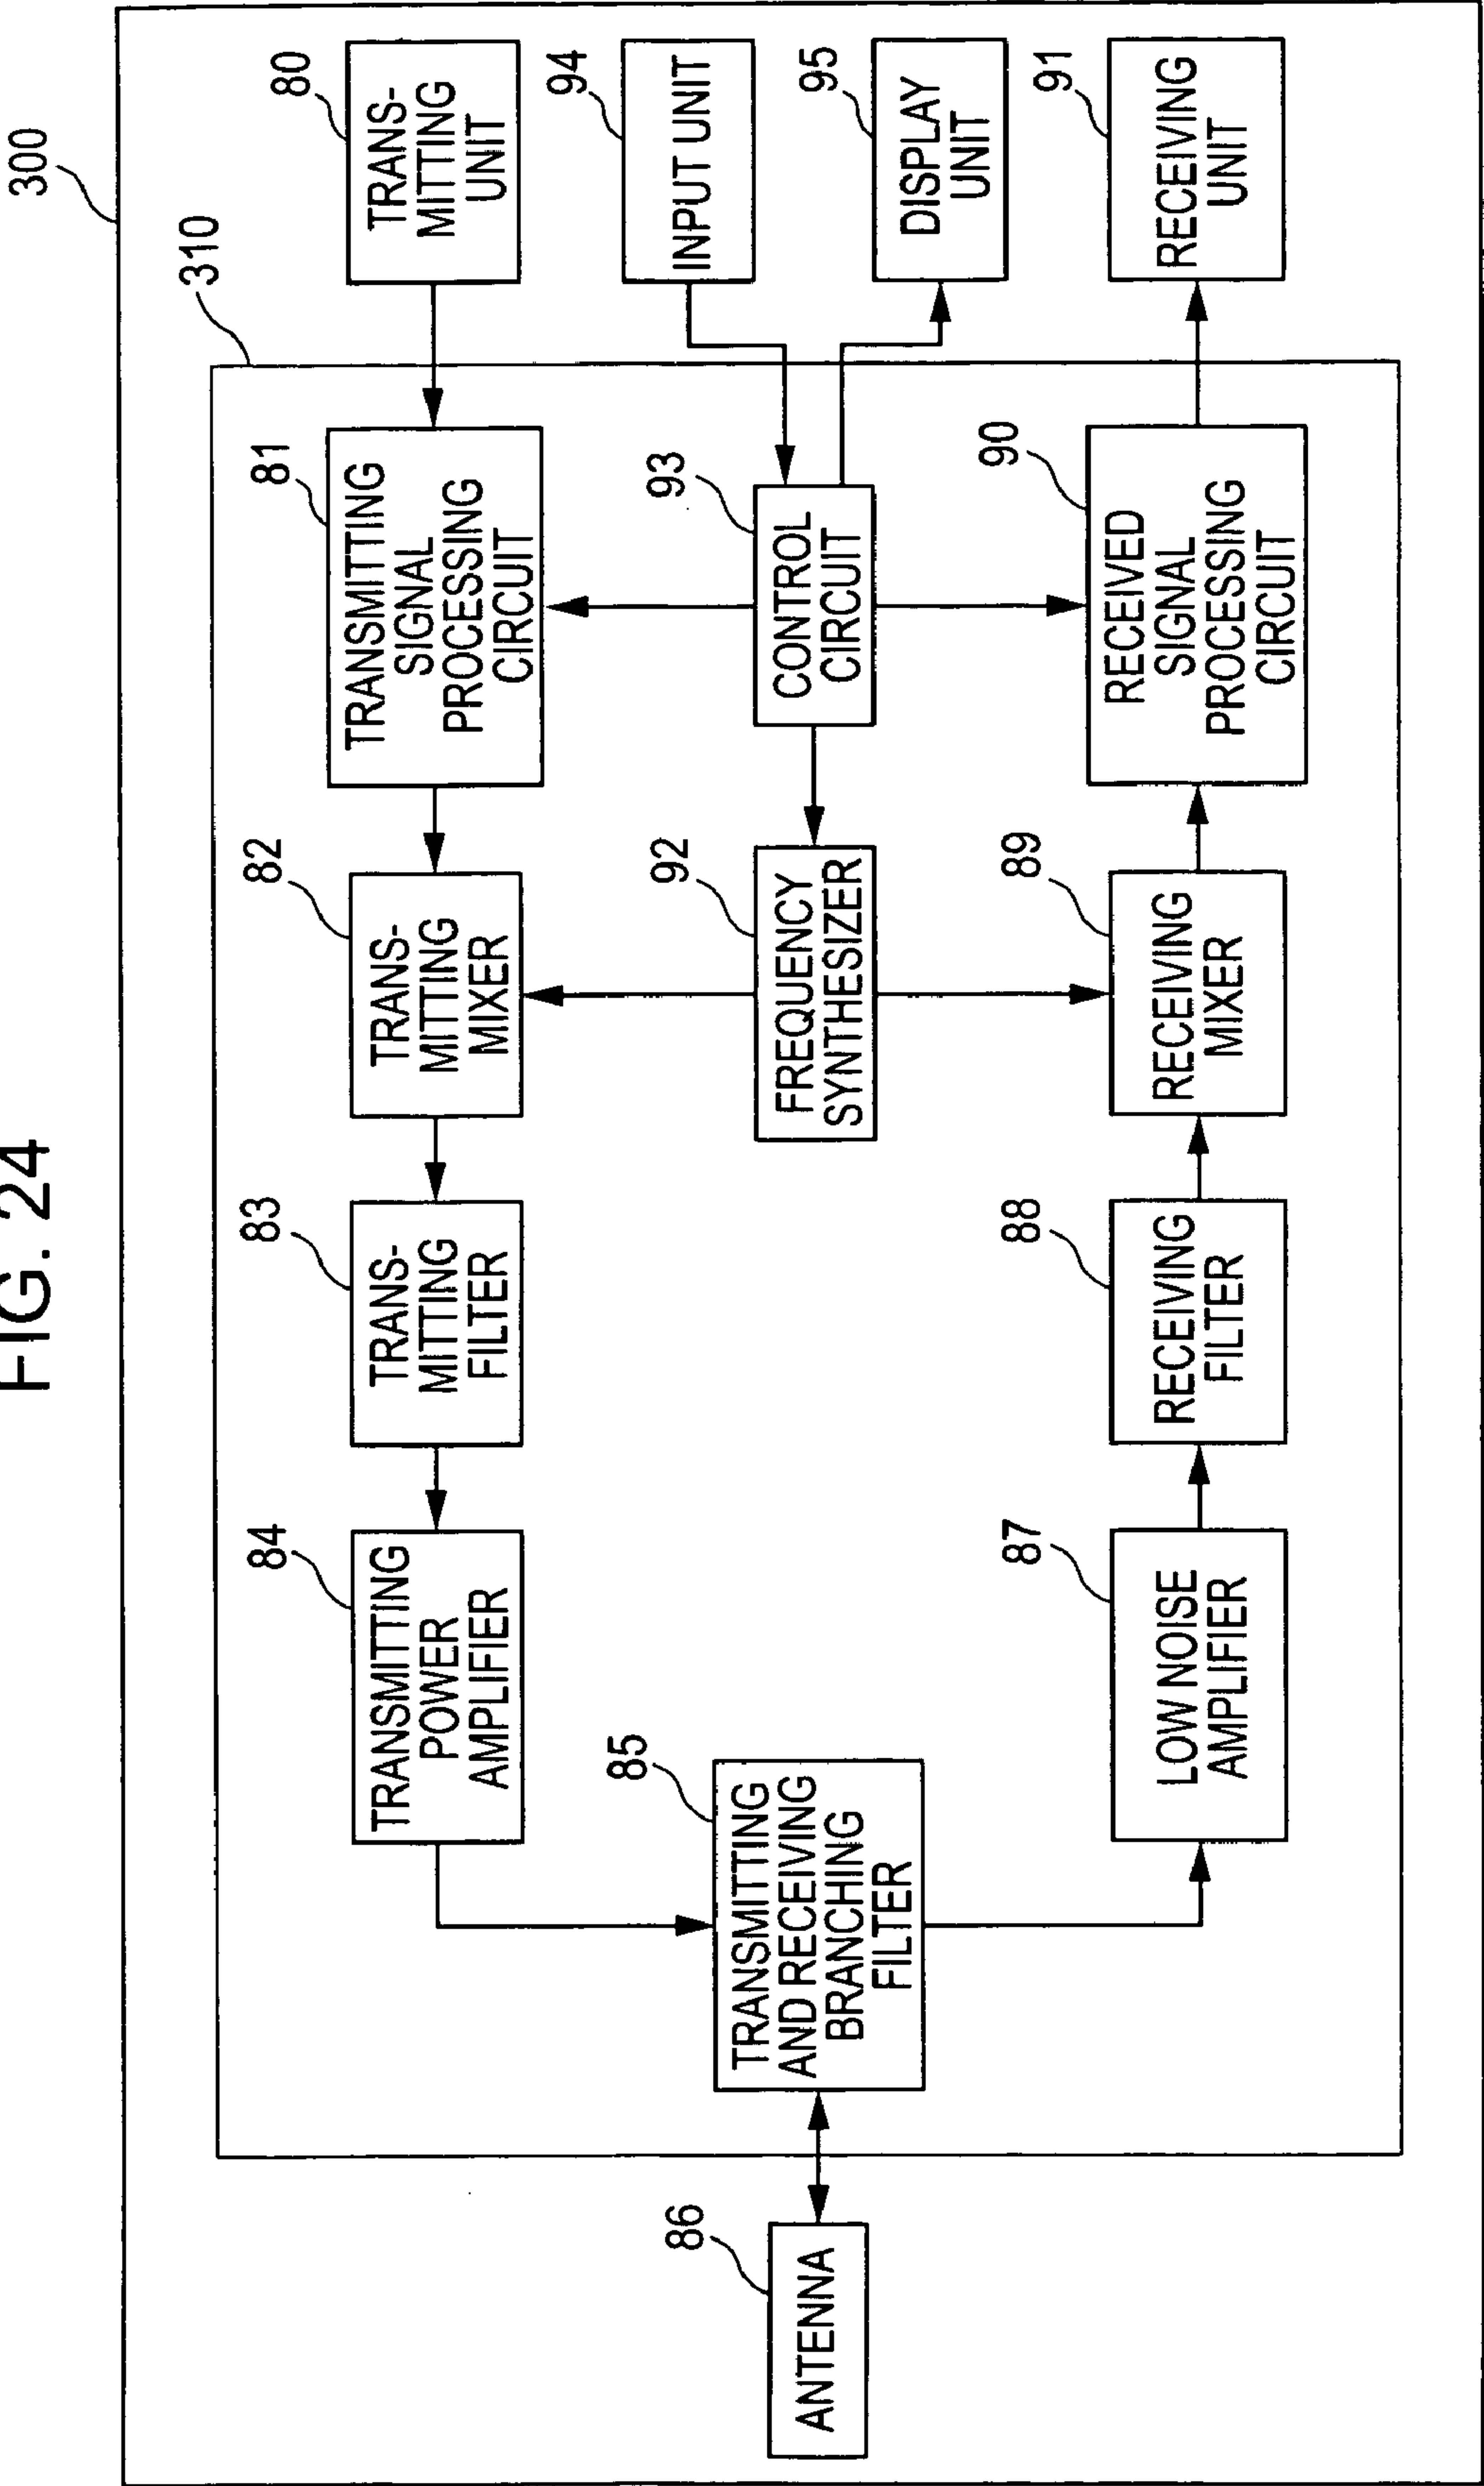 FIG. 24
300
310
80
TRANS-
MITTING
UNIT
94
INPUT UNIT
95
DISPLAY
UNIT
91
RECEIVING
UNIT
81
TRANSMITTING
SIGNAL
PROCESSING
CIRCUIT
93
CONTROL
CIRCUIT
90
RECEIVED
SIGNAL
PROCESSING
CIRCUIT
82
TRANS-
MITTING
MIXER
92
FREQUENCY
SYNTHESIZER
89
RECEIVING
MIXER
83
TRANS-
MITTING
FILTER
88
RECEIVING
FILTER
84
TRANSMITTING
POWER
AMPLIFIER
87
LOW NOISE
AMPLIFIER
85
TRANSMITTING
AND RECEIVING
BRANCHING
FILTER
86
ANTENNA